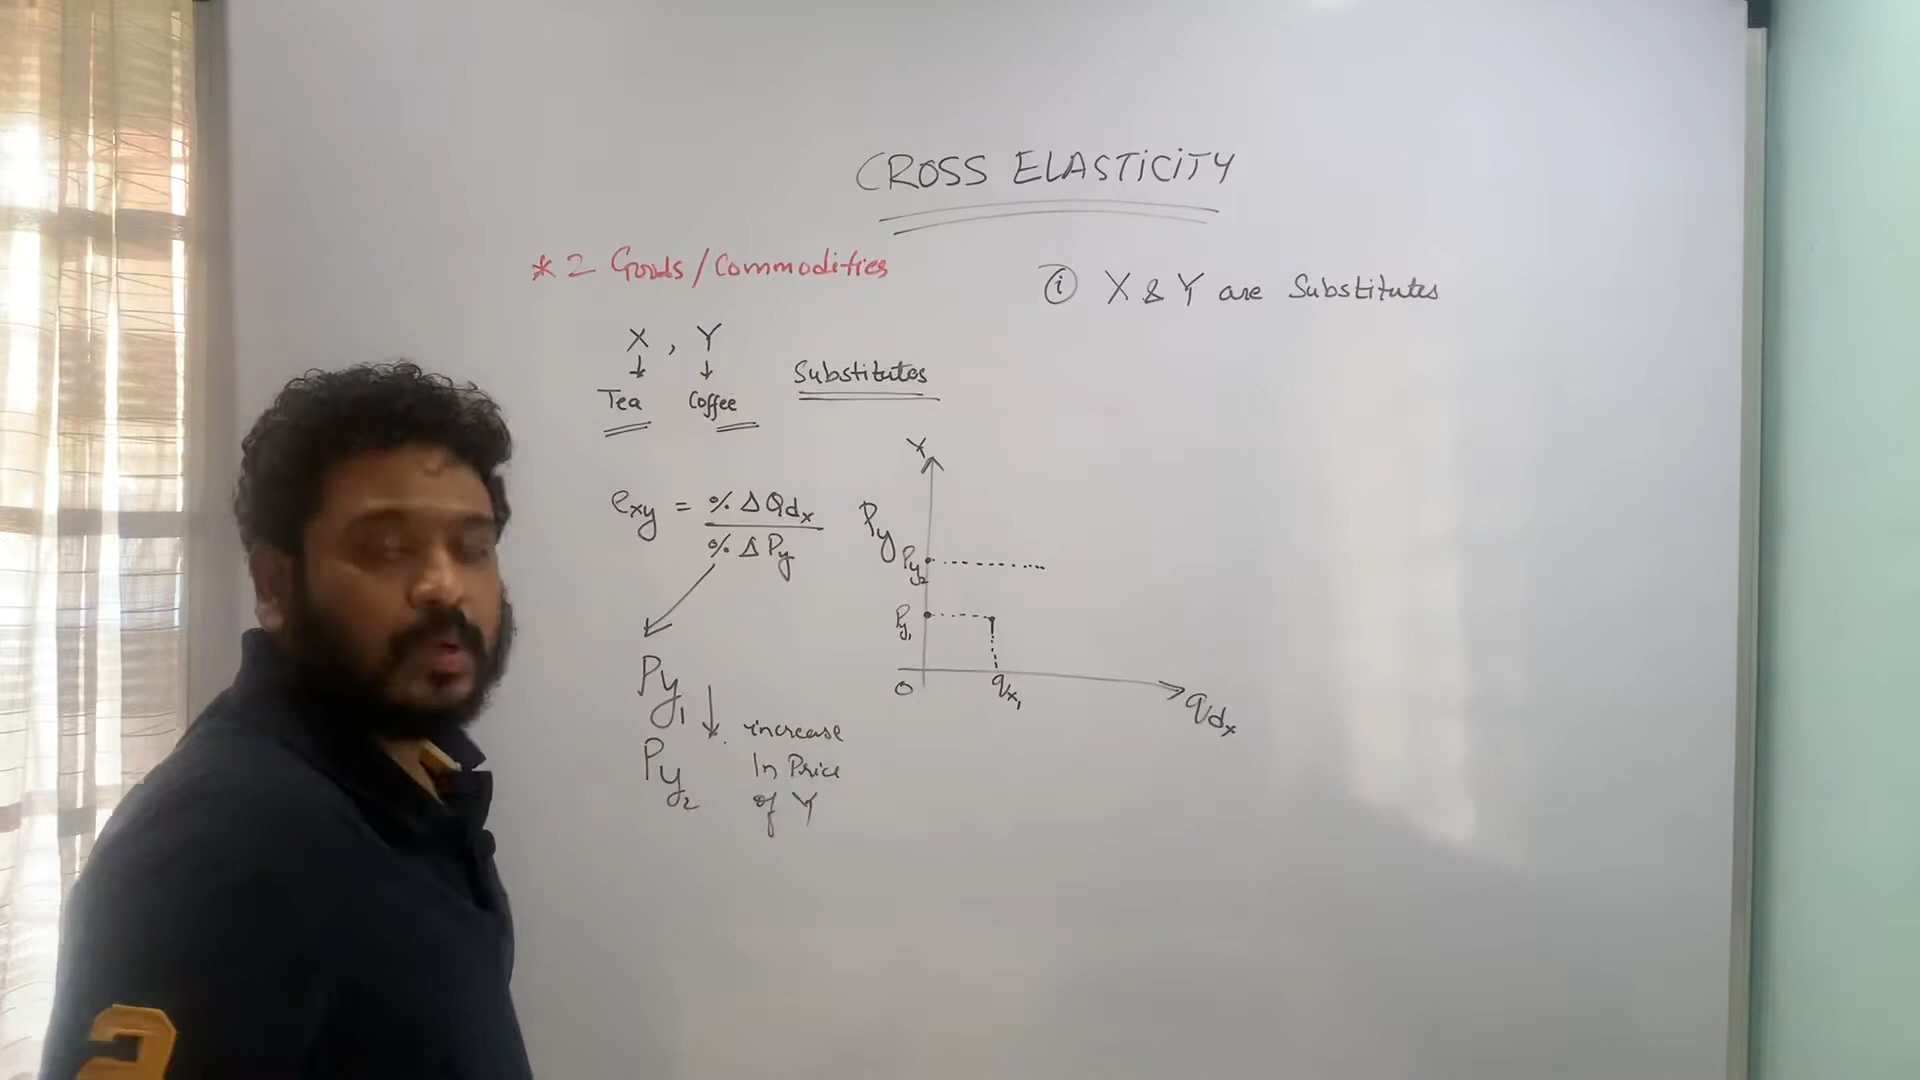 CROSS ELASTICITY
* 2 Goods/Commodities
X , Y
Tea Coffee
Substitutes
exy = % Δ Qdx
% Δ Py
Py1
Py2
increase
In Price
of Y
Y
Py
Py2
Py1
O
qx1
qdx
i X & Y are Substitutes
2